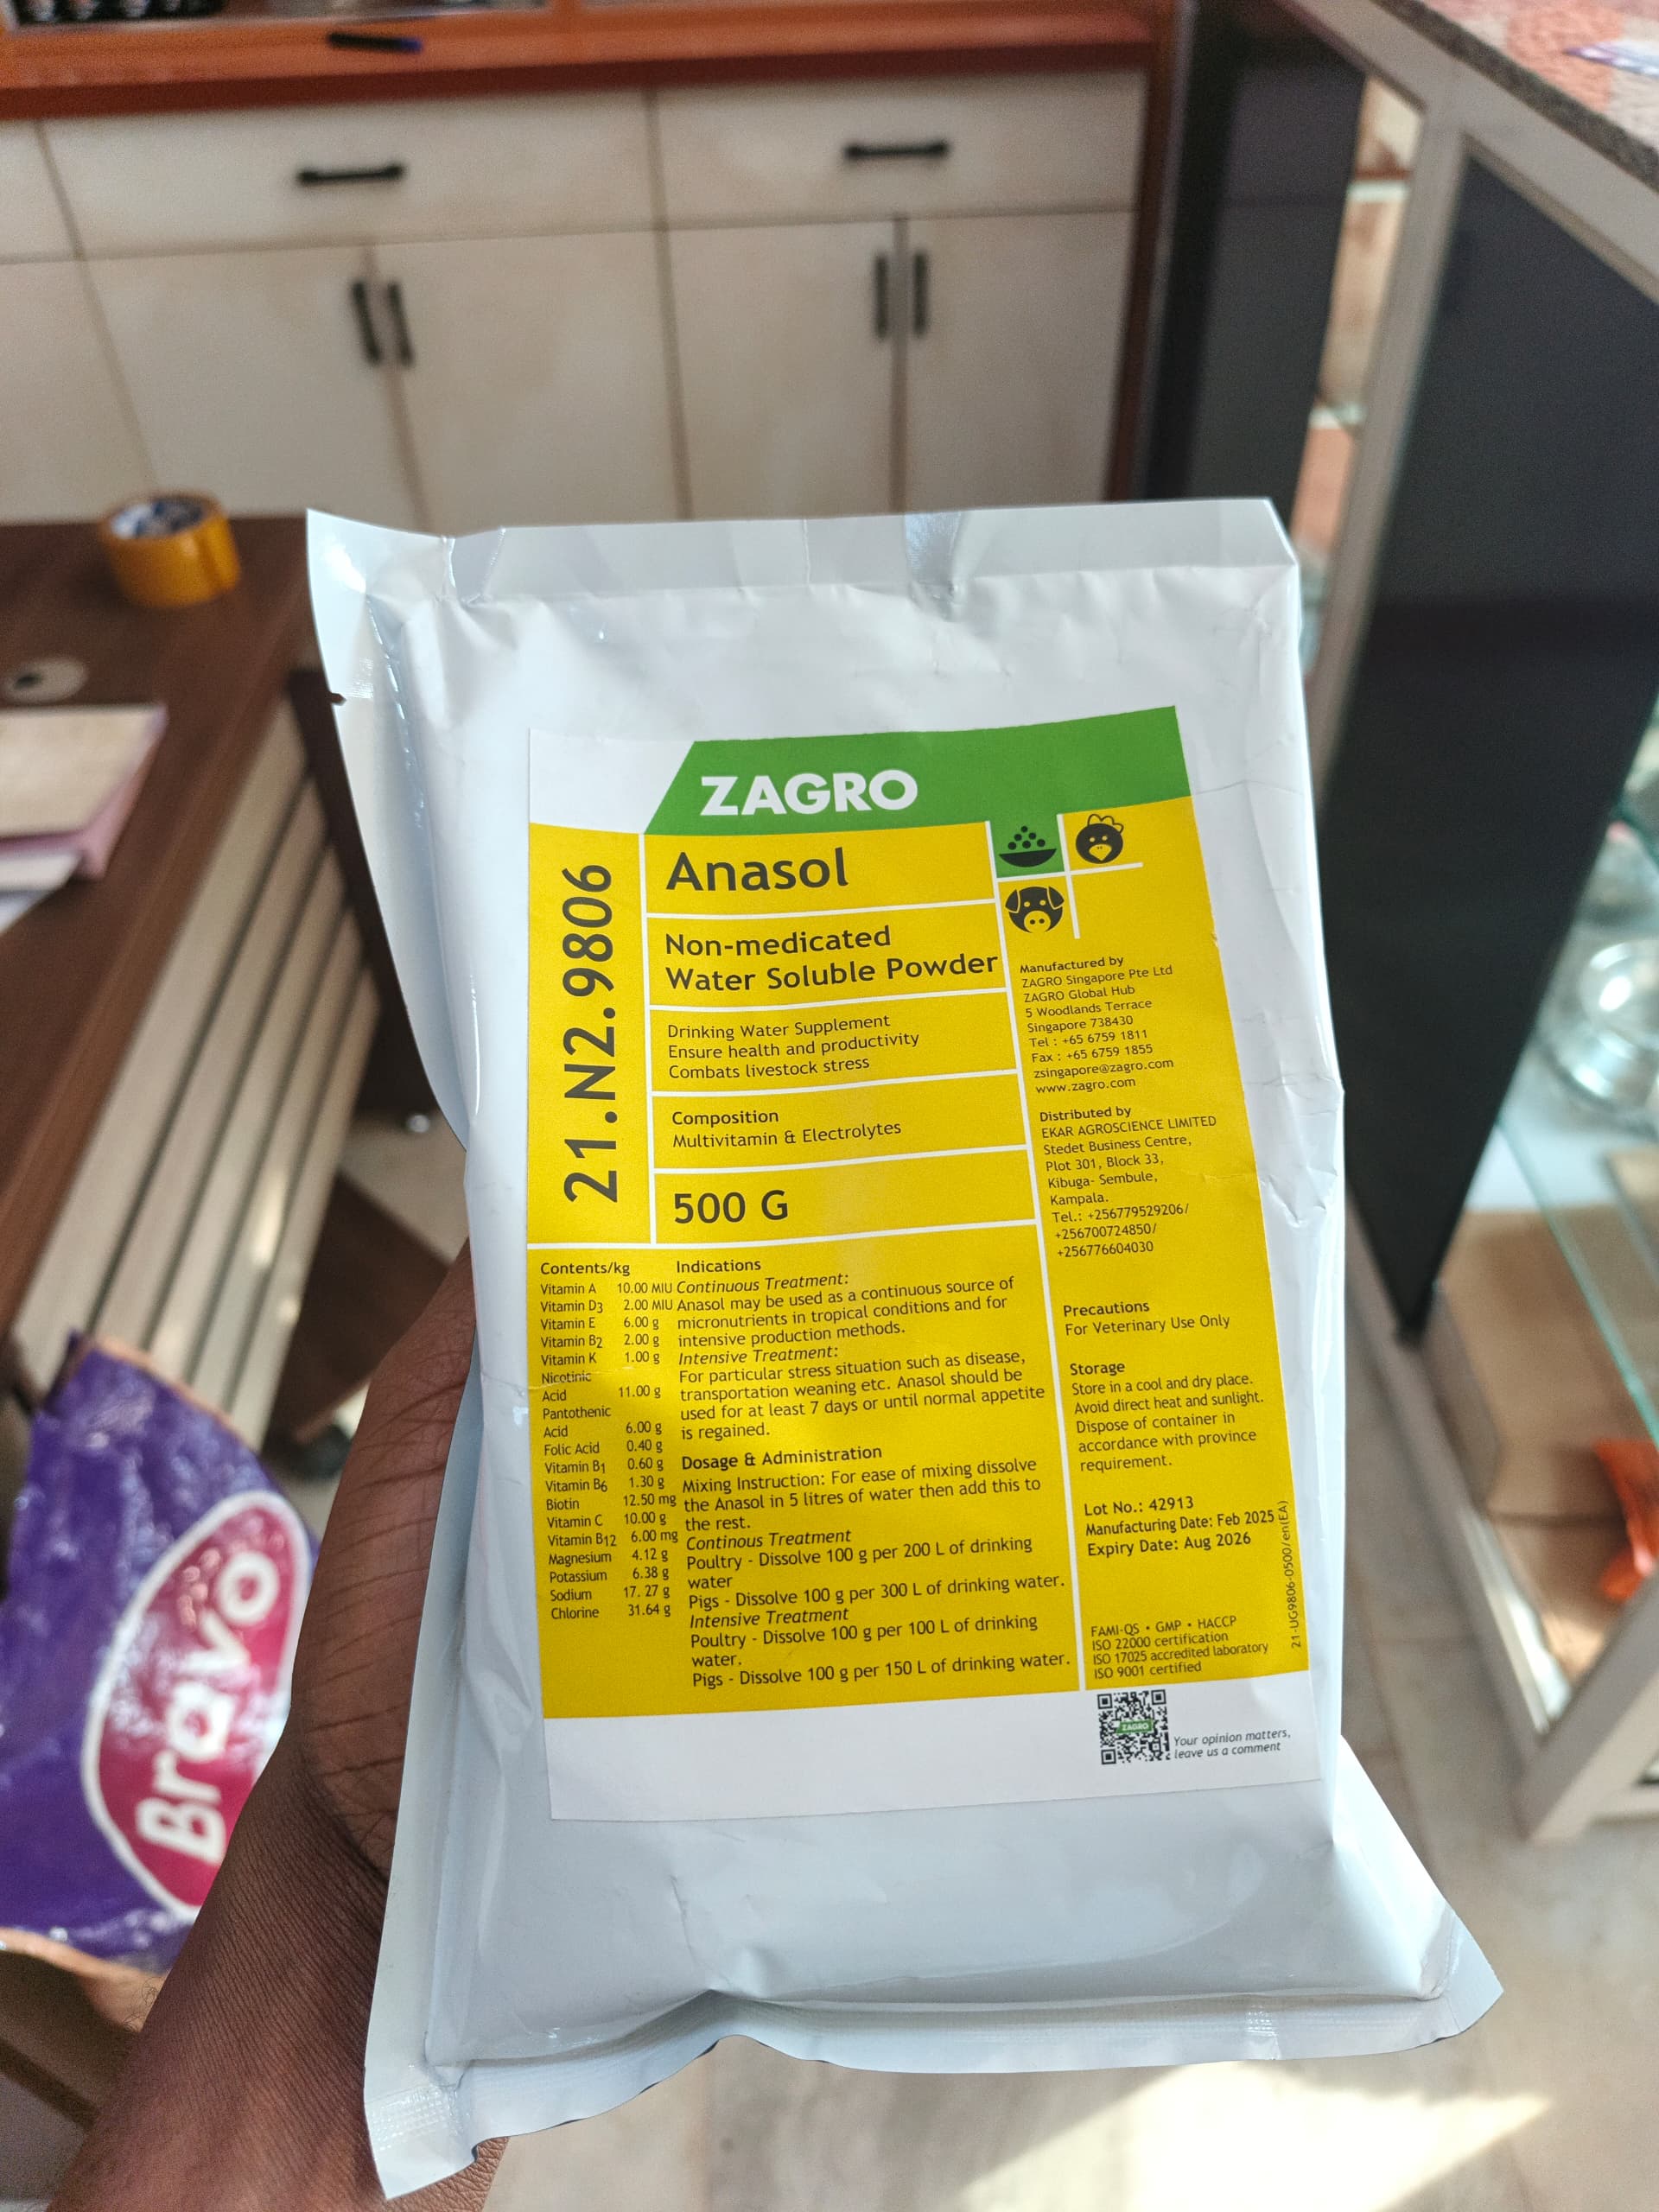 ZAGRO
21.N2.9806
Anasol
Non-medicated
Water Soluble Powder
Drinking Water Supplement
Ensure health and productivity
Combats livestock stress
Composition
Multivitamin & Electrolytes
500 G
Contents/kg
Vitamin A 10.00 MIU
Vitamin D3 2.00 MIU
Vitamin E 6.00 g
Vitamin B2 2.00 g
Vitamin K 1.00 g
Nicotinic
Acid 11.00 g
Pantothenic
Acid 6.00 g
Folic Acid 0.40 g
Vitamin B1 0.60 g
Vitamin B6 1.30 g
Biotin 12.50 mg
Vitamin C 10.00 g
Vitamin B12 6.00 mg
Magnesium 4.12 g
Potassium 6.38 g
Sodium 17. 27 g
Chlorine 31.64 g
Indications
Continuous Treatment:
Anasol may be used as a continuous source of
micronutrients in tropical conditions and for
intensive production methods.
Intensive Treatment:
For particular stress situation such as disease,
transportation weaning etc. Anasol should be
used for at least 7 days or until normal appetite
is regained.
Dosage & Administration
Mixing Instruction: For ease of mixing dissolve
the Anasol in 5 litres of water then add this to
the rest.
Continous Treatment
Poultry - Dissolve 100 g per 200 L of drinking
water
Pigs - Dissolve 100 g per 300 L of drinking water.
Intensive Treatment
Poultry - Dissolve 100 g per 100 L of drinking
water.
Pigs - Dissolve 100 g per 150 L of drinking water.
Manufactured by
ZAGRO Singapore Pte Ltd
ZAGRO Global Hub
5 Woodlands Terrace
Singapore 738430
Tel : +65 6759 1811
Fax : +65 6759 1855
zsingapore@zagro.com
www.zagro.com
Distributed by
EKAR AGROSCIENCE LIMITED
Stedet Business Centre,
Plot 301, Block 33,
Kibuga- Sembule,
Kampala.
Tel.: +256779529206/
+256700724850/
+256776604030
Precautions
For Veterinary Use Only
Storage
Store in a cool and dry place.
Avoid direct heat and sunlight.
Dispose of container in
accordance with province
requirement.
Lot No.: 42913
Manufacturing Date: Feb 2025
Expiry Date: Aug 2026
21-UG9806-0500/en(EA)
FAMI-QS • GMP • HACCP
ISO 22000 certification
ISO 17025 accredited laboratory
ISO 9001 certified
ZAGRO
Your opinion matters,
leave us a comment
Bravo